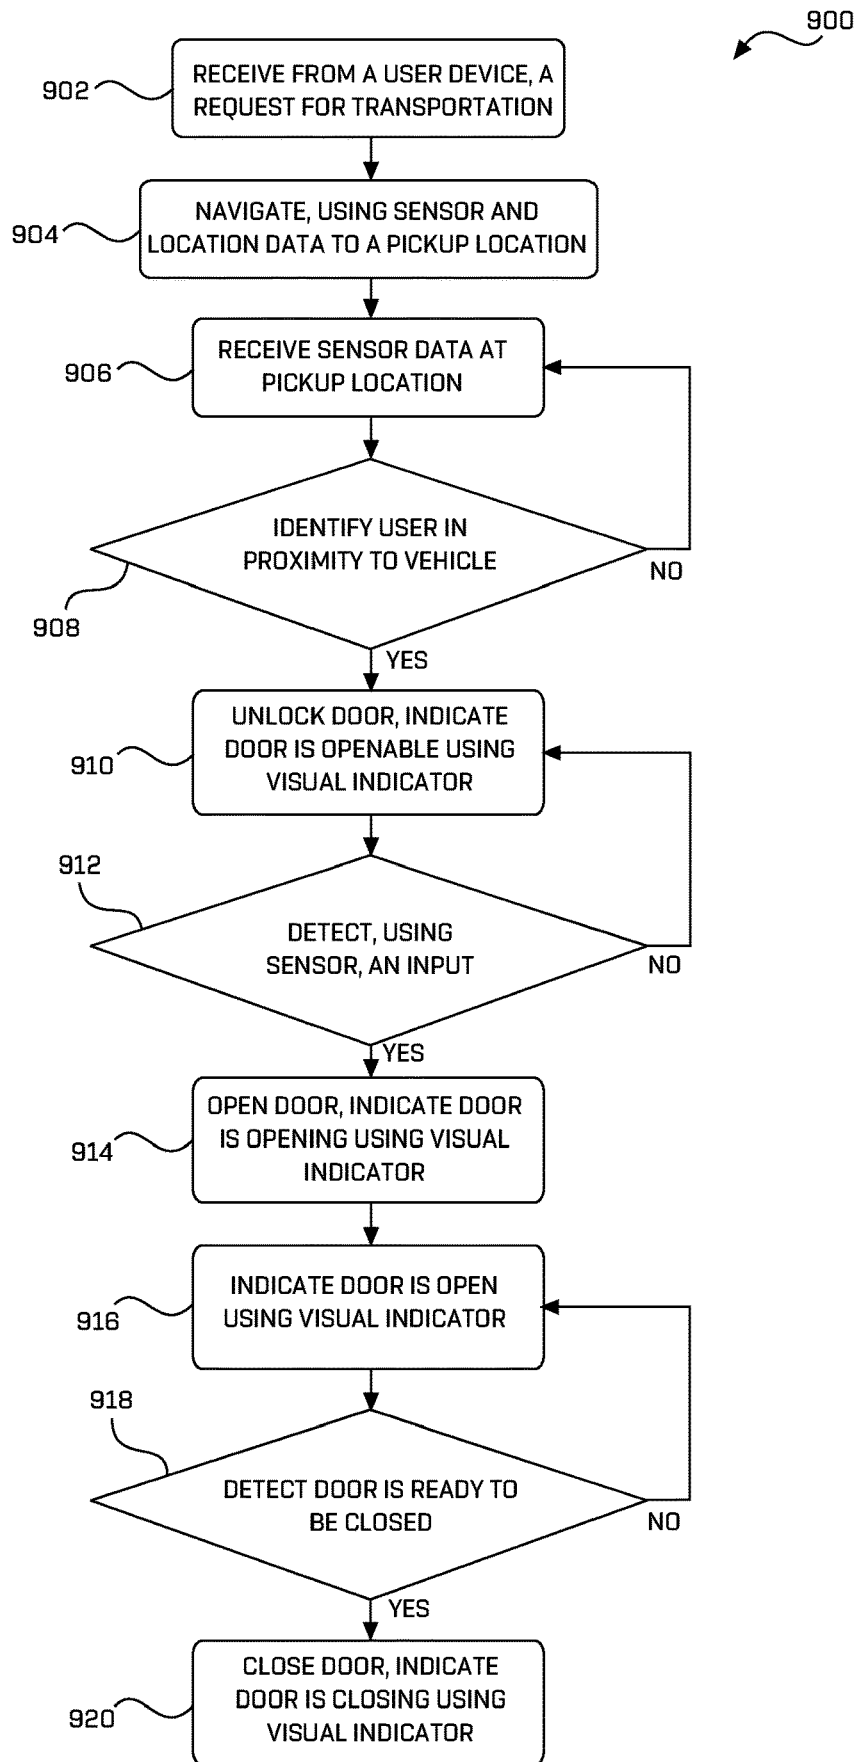 900
902
RECEIVE FROM A USER DEVICE, A
REQUEST FOR TRANSPORTATION
904
NAVIGATE, USING SENSOR AND
LOCATION DATA TO A PICKUP LOCATION
906
RECEIVE SENSOR DATA AT
PICKUP LOCATION
IDENTIFY USER IN
PROXIMITY TO VEHICLE
NO
908
YES
910
UNLOCK DOOR, INDICATE
DOOR IS OPENABLE USING
VISUAL INDICATOR
912
DETECT, USING
SENSOR, AN INPUT
NO
YES
914
OPEN DOOR, INDICATE DOOR
IS OPENING USING VISUAL
INDICATOR
916
INDICATE DOOR IS OPEN
USING VISUAL INDICATOR
918
DETECT DOOR IS READY TO
BE CLOSED
NO
YES
920
CLOSE DOOR, INDICATE
DOOR IS CLOSING USING
VISUAL INDICATOR